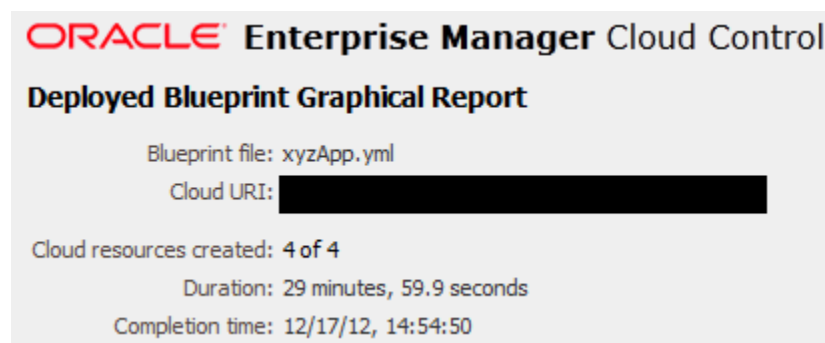 ORACLE Enterprise Manager Cloud Control
Deployed Blueprint Graphical Report
Blueprint file: xyzApp.yml
Cloud URI:
Cloud resources created: 4 of 4
Duration: 29 minutes, 59.9 seconds
Completion time: 12/17/12, 14:54:50